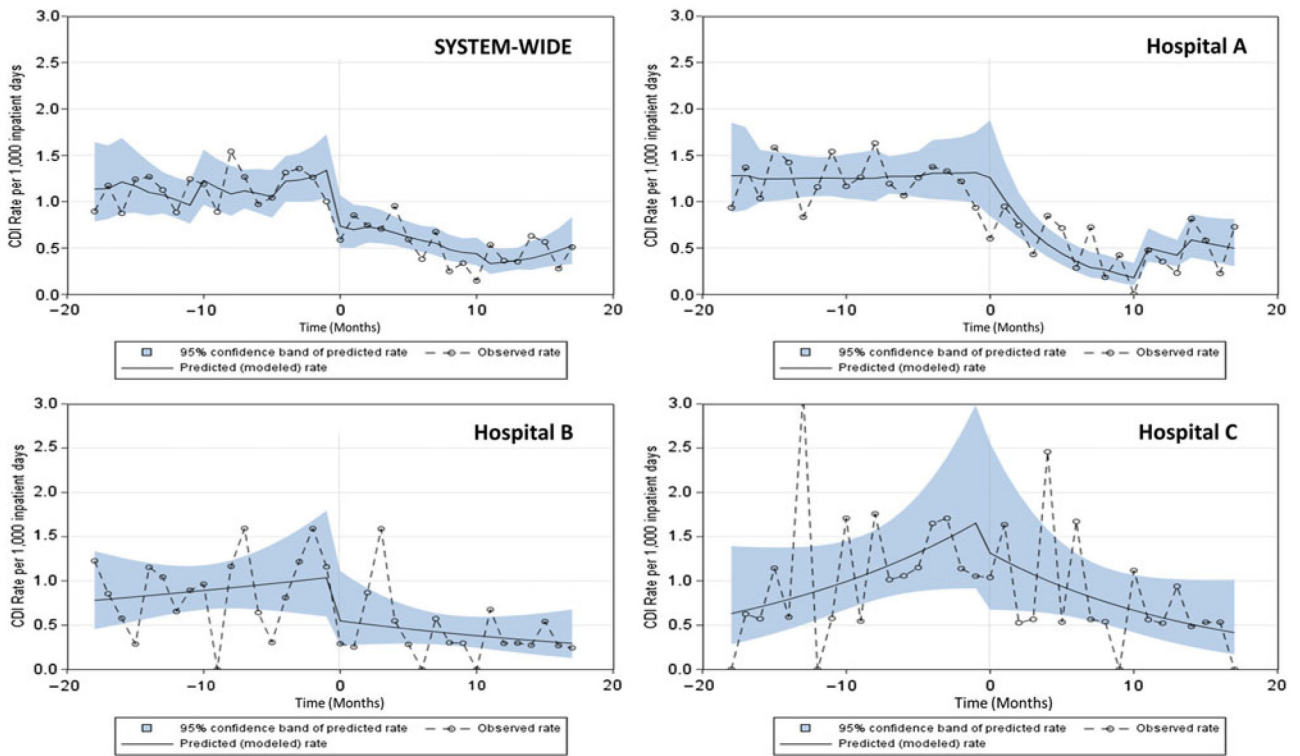 SYSTEM-WIDE
CDI Rate per 1,000 inpatient days
3.0
2.5
2.0
1.5
1.0
0.5
0.0
−20
−10
0
10
20
Time (Months)
95% confidence band of predicted rate
Observed rate
Predicted (modeled) rate
Hospital A
CDI Rate per 1,000 inpatient days
3.0
2.5
2.0
1.5
1.0
0.5
0.0
−20
−10
0
10
20
Time (Months)
95% confidence band of predicted rate
Observed rate
Predicted (modeled) rate
Hospital B
CDI Rate per 1,000 inpatient days
3.0
2.5
2.0
1.5
1.0
0.5
0.0
−20
−10
0
10
20
Time (Months)
95% confidence band of predicted rate
Observed rate
Predicted (modeled) rate
Hospital C
CDI Rate per 1,000 inpatient days
3.0
2.5
2.0
1.5
1.0
0.5
0.0
−20
−10
0
10
20
Time (Months)
95% confidence band of predicted rate
Observed rate
Predicted (modeled) rate